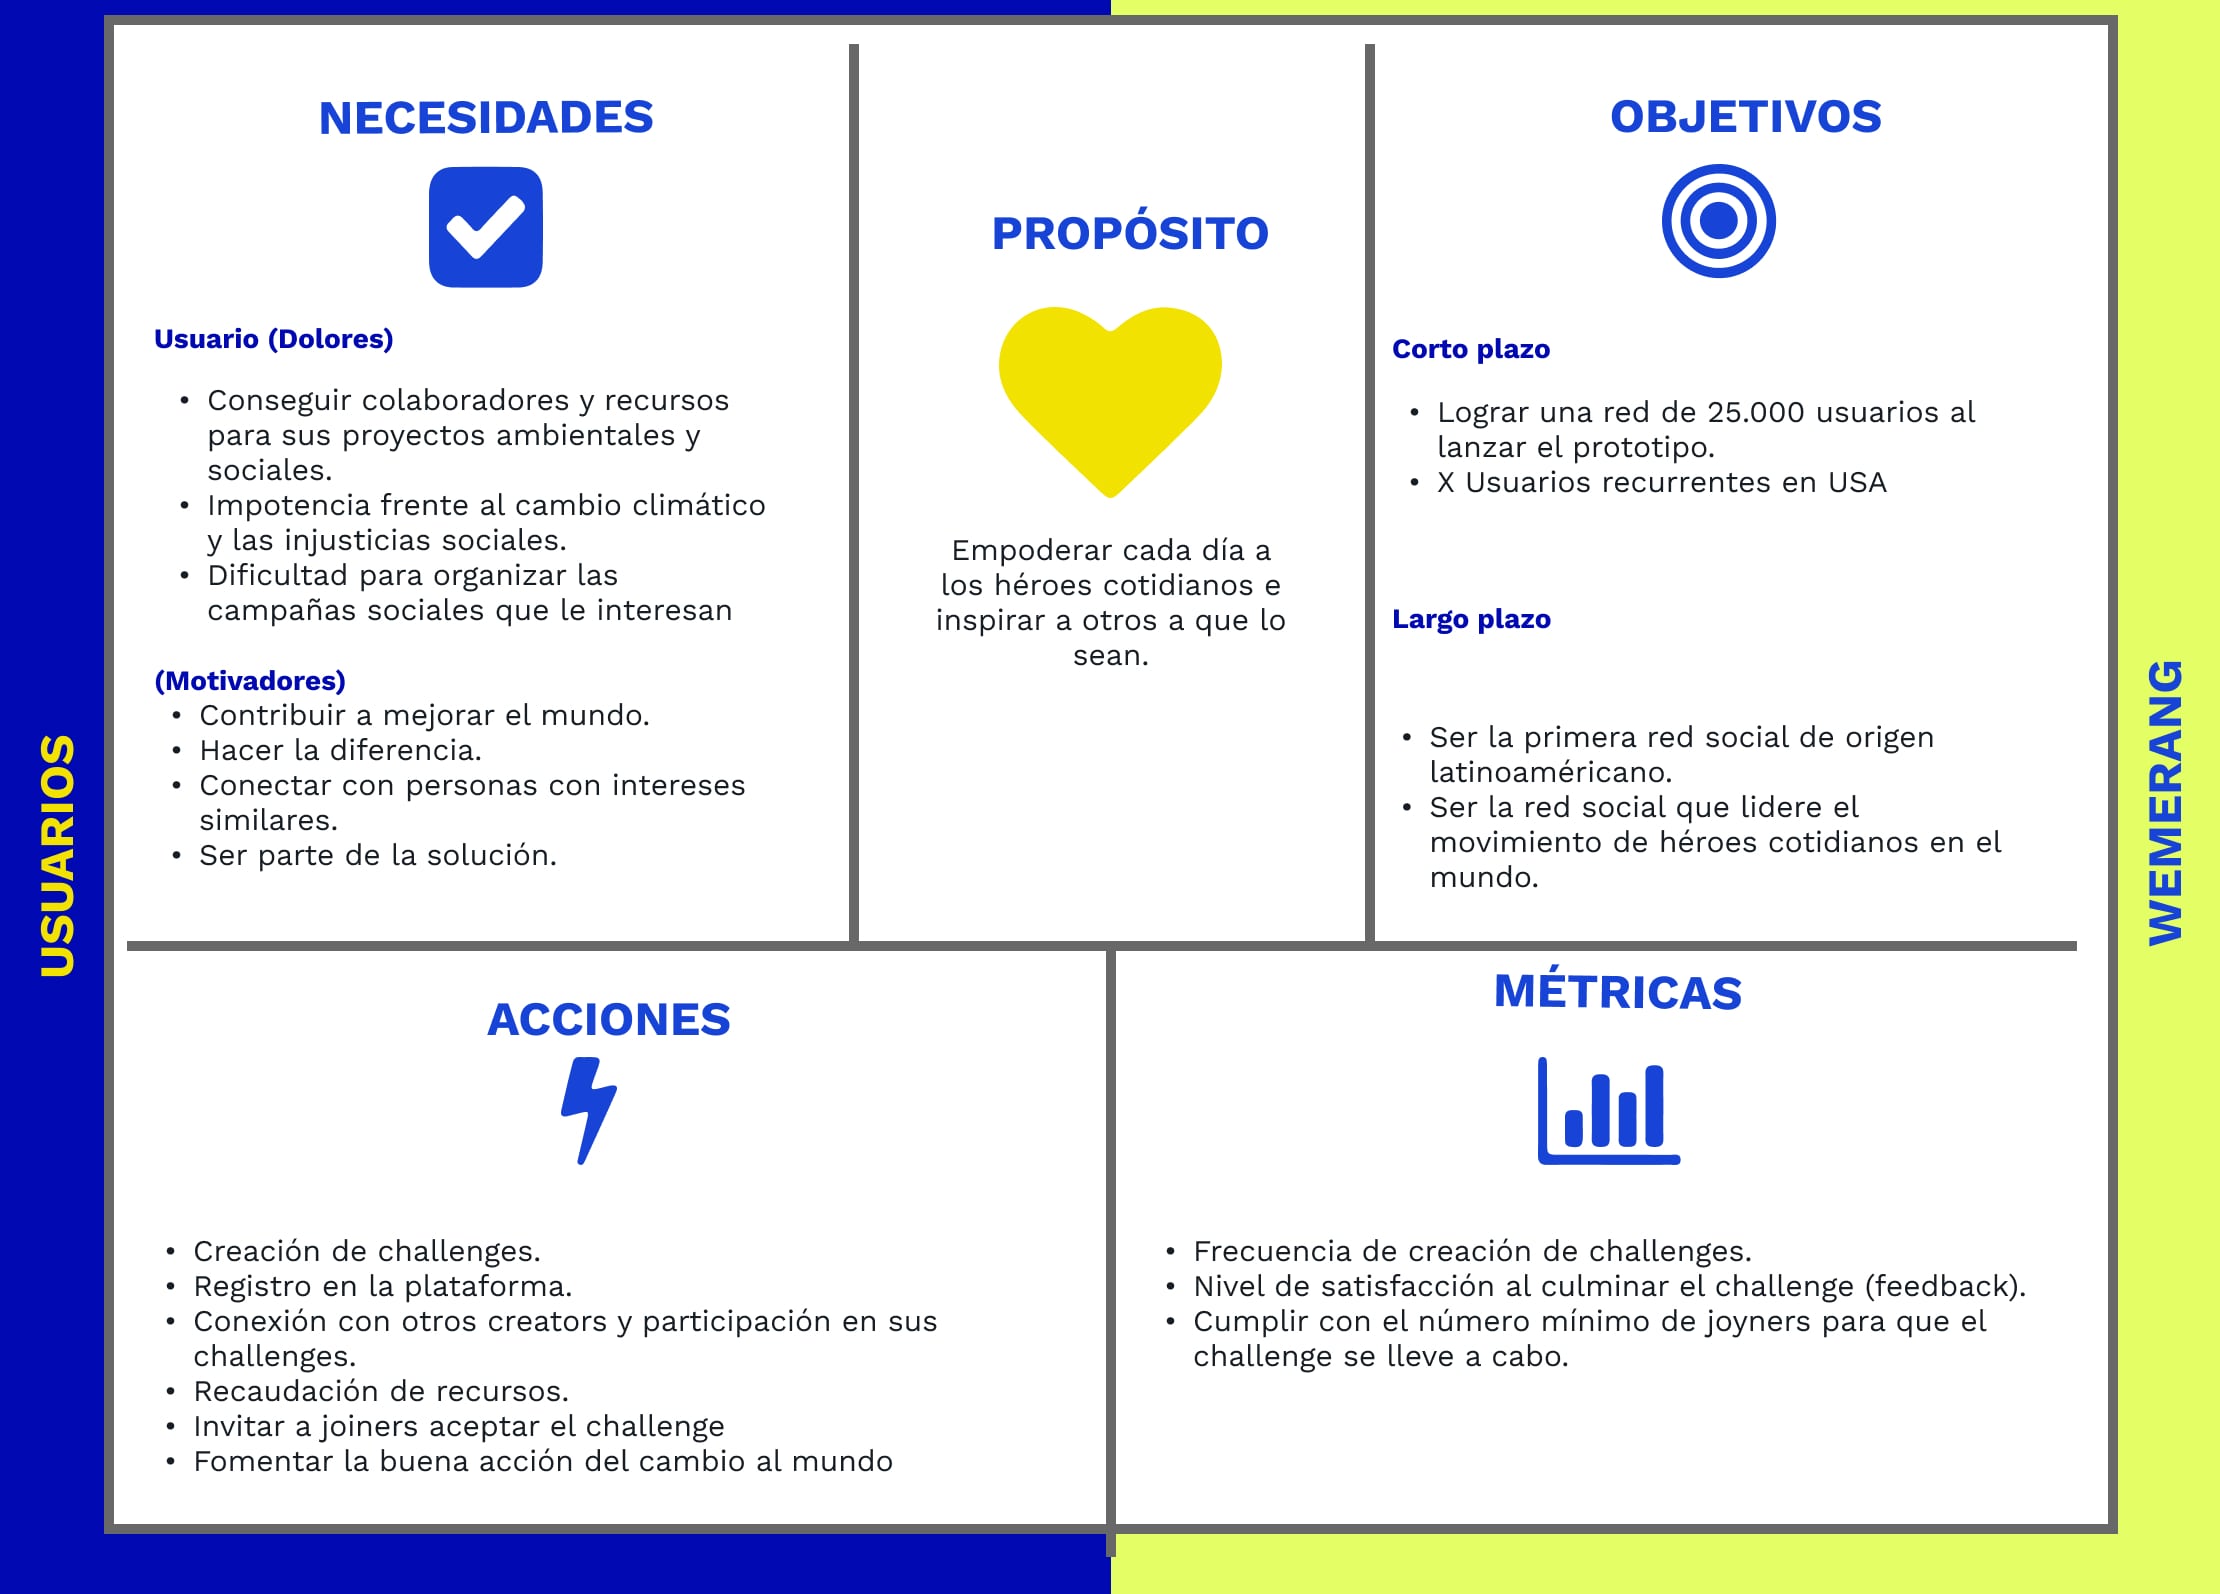 NECESIDADES
Usuario (Dolores)
• Conseguir colaboradores y recursos
para sus proyectos ambientales y
sociales.
• Impotencia frente al cambio climático
y las injusticias sociales.
• Dificultad para organizar las
campañas sociales que le interesan
(Motivadores)
• Contribuir a mejorar el mundo.
• Hacer la diferencia.
• Conectar con personas con intereses
similares.
• Ser parte de la solución.
PROPÓSITO
Empoderar cada día a
los héroes cotidianos e
inspirar a otros a que lo
sean.
OBJETIVOS
Corto plazo
• Lograr una red de 25.000 usuarios al
lanzar el prototipo.
• X Usuarios recurrentes en USA
Largo plazo
• Ser la primera red social de origen
latinoaméricano.
• Ser la red social que lidere el
movimiento de héroes cotidianos en el
mundo.
USUARIOS
WEMERANG
ACCIONES
• Creación de challenges.
• Registro en la plataforma.
• Conexión con otros creators y participación en sus
challenges.
• Recaudación de recursos.
• Invitar a joiners aceptar el challenge
• Fomentar la buena acción del cambio al mundo
MÉTRICAS
• Frecuencia de creación de challenges.
• Nivel de satisfacción al culminar el challenge (feedback).
• Cumplir con el número mínimo de joyners para que el
challenge se lleve a cabo.